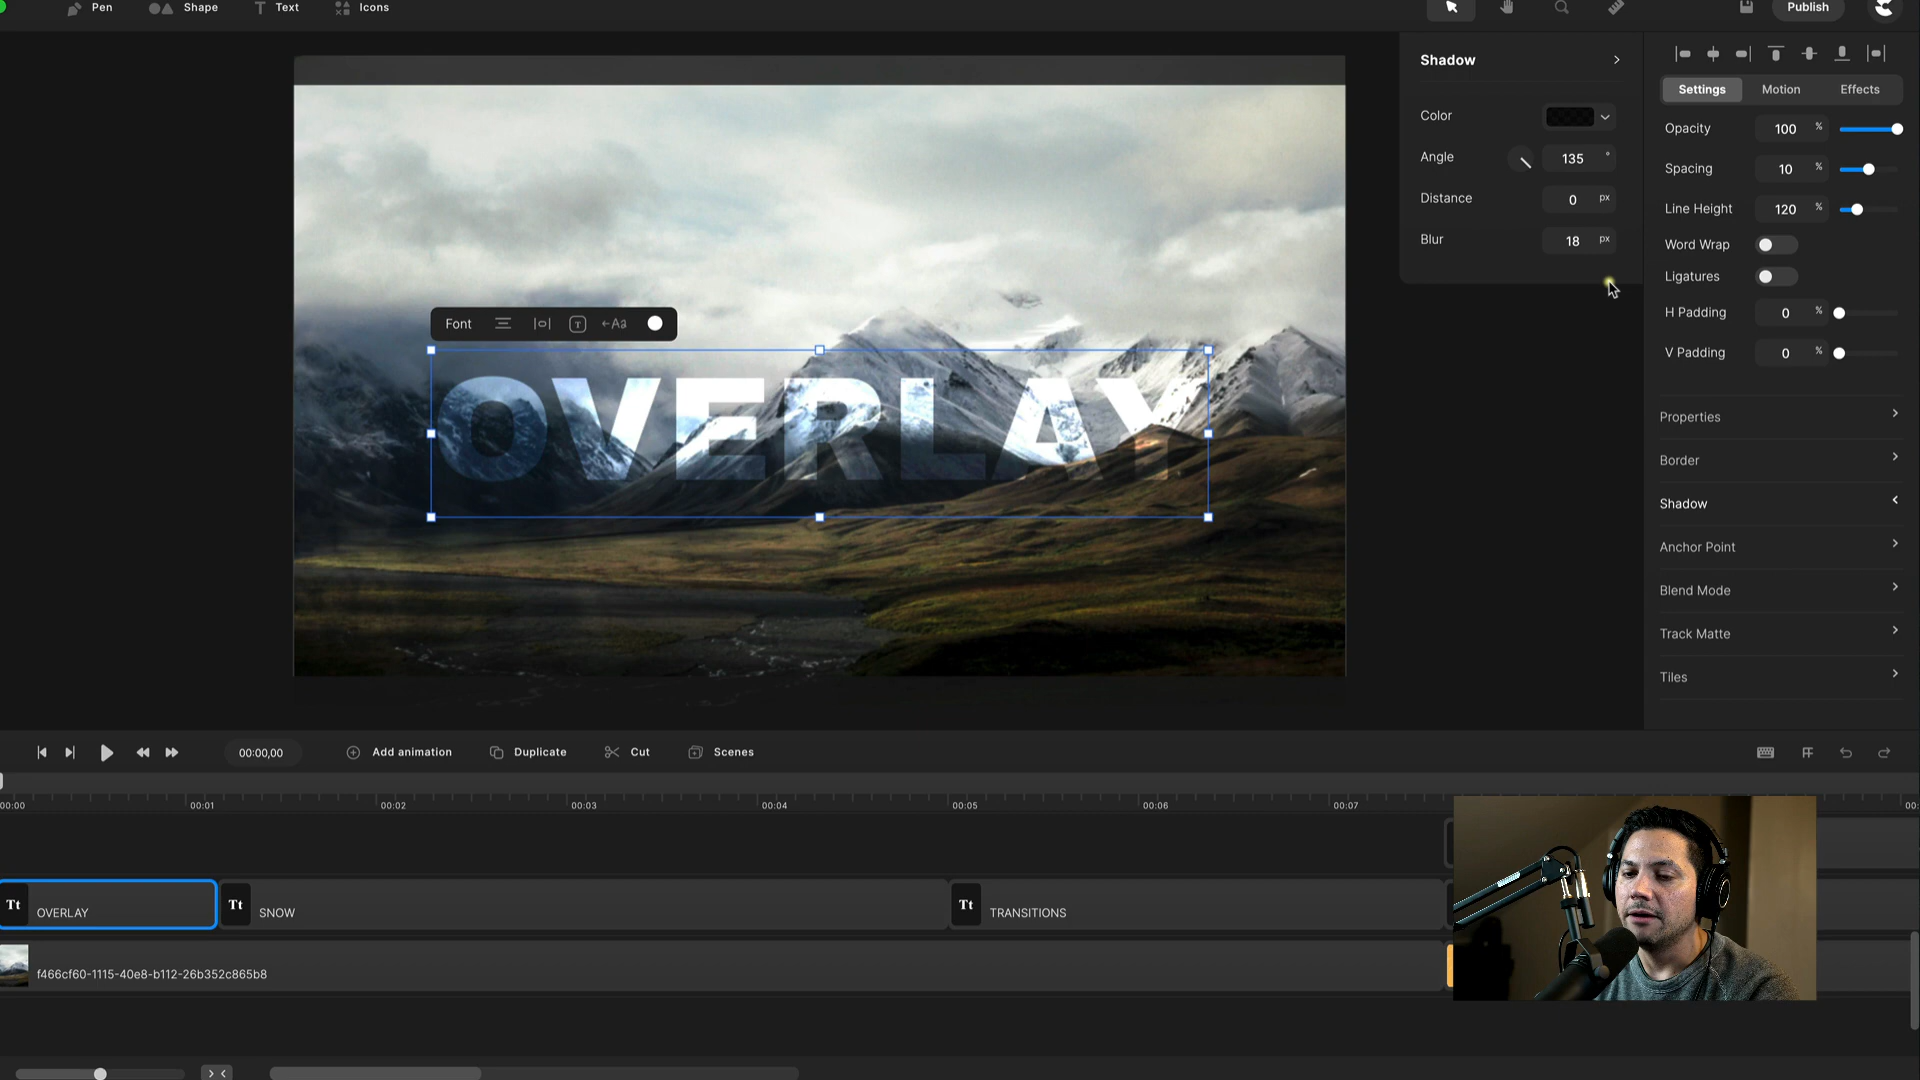 Pen Shape Text Icons Publish
Shadow
Color
Angle 135 °
Distance 0 px
Blur 18 px
Settings Motion Effects
Opacity 100 %
Spacing 10 %
Line Height 120 %
Word Wrap
Ligatures
H Padding 0 %
V Padding 0 %
Properties
Border
Shadow
Anchor Point
Blend Mode
Track Matte
Tiles
Font T ←Aa
OVERLAY
00:00,00 Add animation Duplicate Cut Scenes
00:00 00:01 00:02 00:03 00:04 00:05 00:06 00:07 00:
Tt OVERLAY Tt SNOW Tt TRANSITIONS
f466cf60-1115-40e8-b112-26b352c865b8